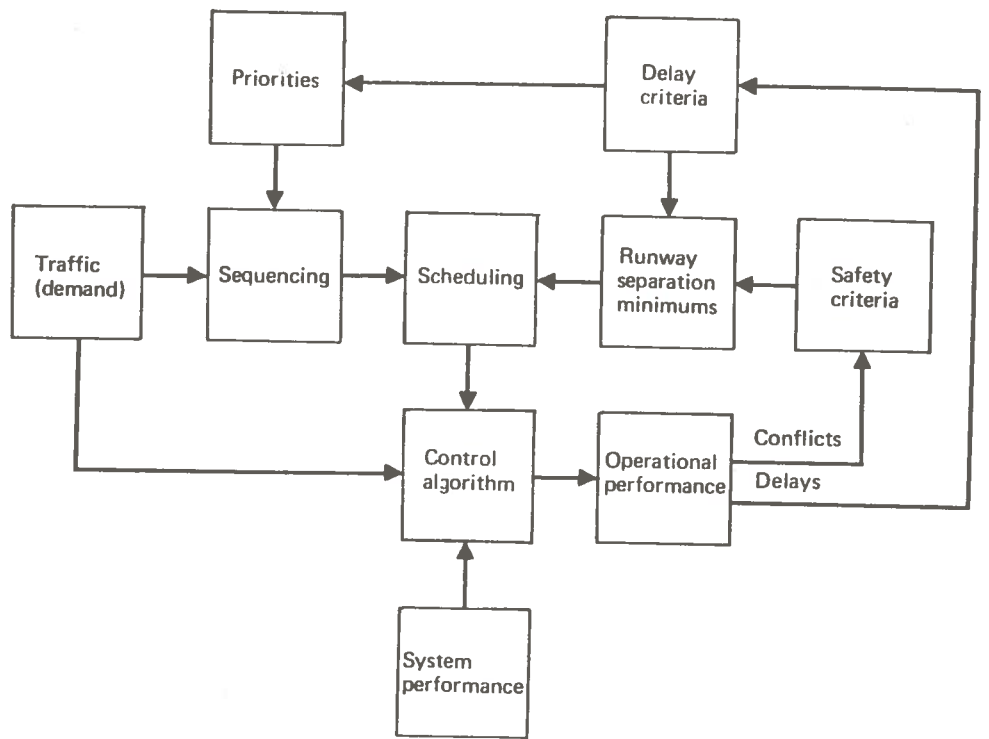 Priorities
Delay
criteria
Traffic
(demand)
Sequencing
Scheduling
Runway
separation
minimums
Safety
criteria
Control
algorithm
Operational
performance
Conflicts
Delays
System
performance